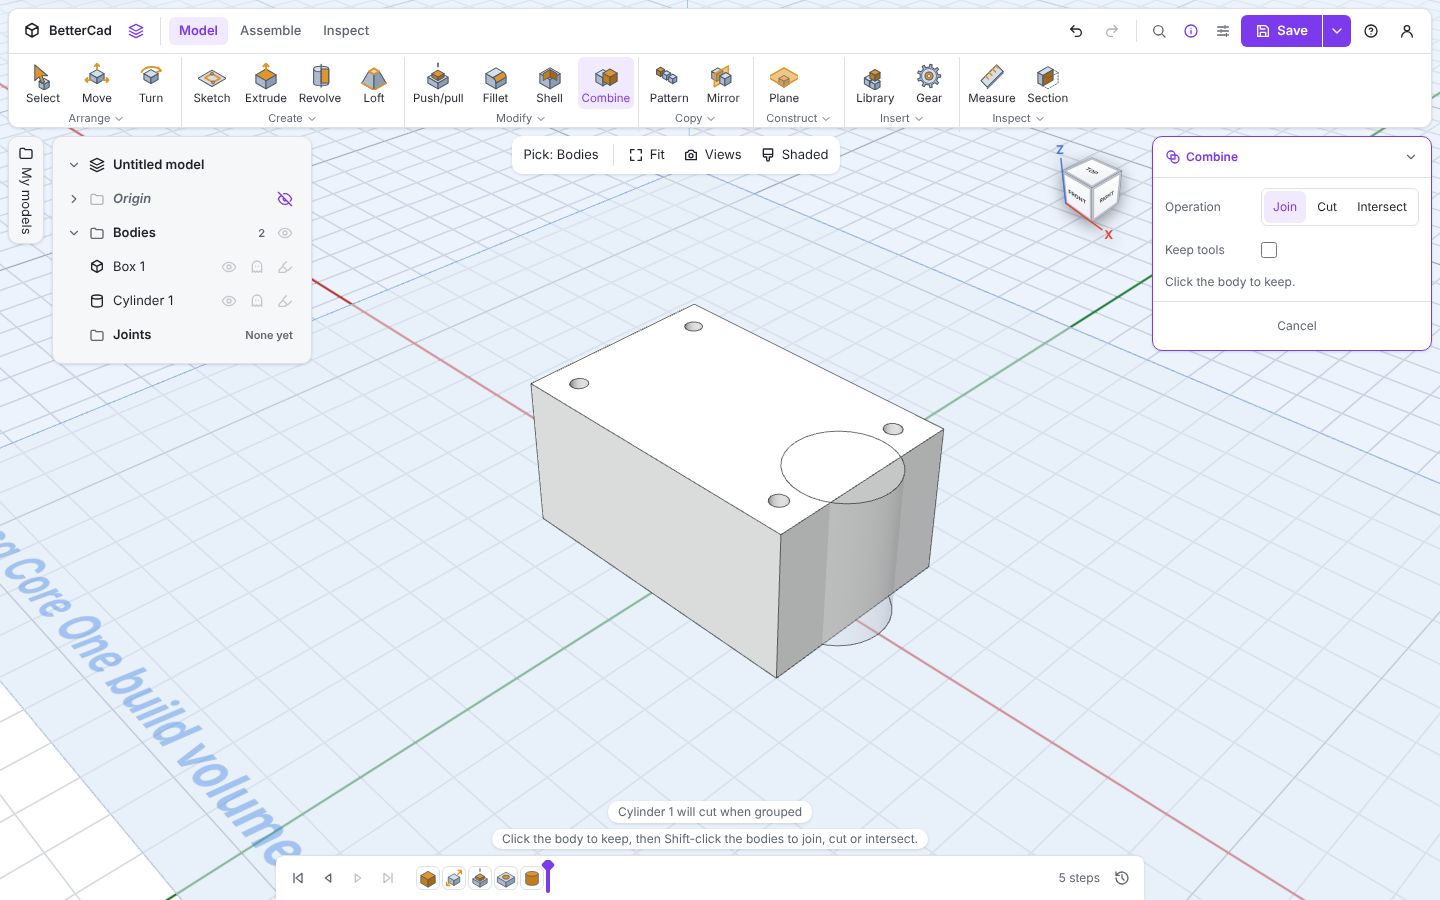 BetterCad
Model
Assemble
Inspect
Save
Select
Move
Turn
Sketch
Extrude
Revolve
Loft
Push/pull
Fillet
Shell
Combine
Pattern
Mirror
Plane
Library
Gear
Measure
Section
Arrange
Create
Modify
Copy
Construct
Insert
Inspect
My models
Untitled model
Origin
Bodies
2
Box 1
Cylinder 1
Joints
None yet
Pick: Bodies
Fit
Views
Shaded
Z
TOP
FRONT
RIGHT
X
Combine
Operation
Join
Cut
Intersect
Keep tools
Click the body to keep.
Cancel
Core One build volume
Cylinder 1 will cut when grouped
Click the body to keep, then Shift-click the bodies to join, cut or intersect.
5 steps